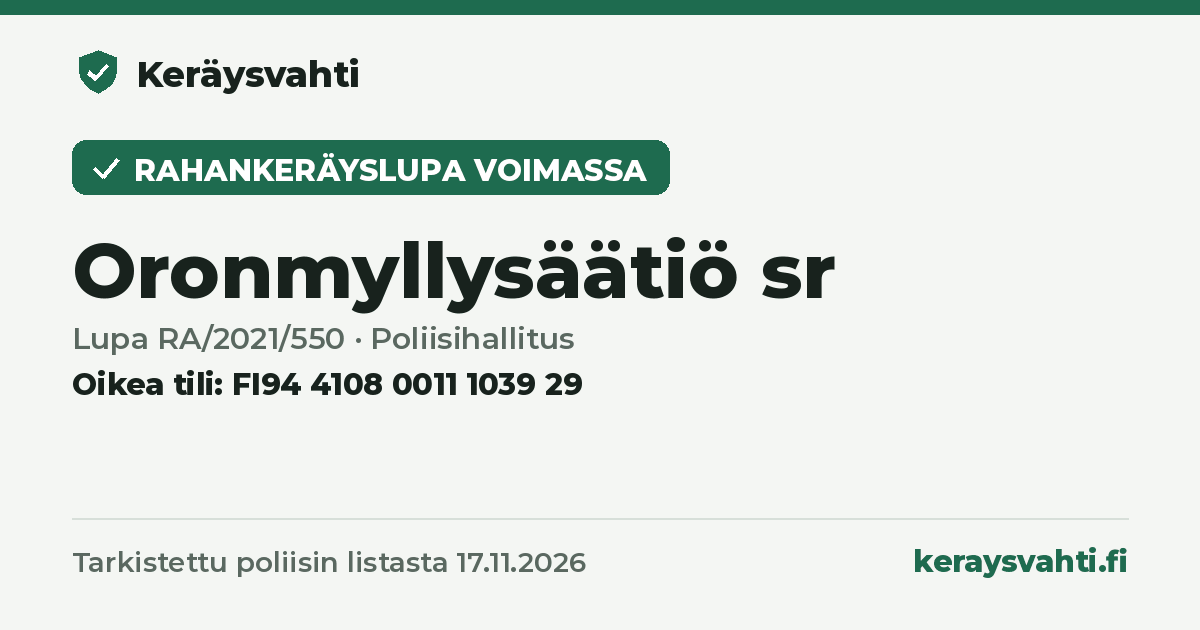 Keräysvahti
RAHANKERÄYSLUPA VOIMASSA
Oronmyllysäätiö sr
Lupa RA/2021/550 · Poliisihallitus
Oikea tili: FI94 4108 0011 1039 29
Tarkistettu poliisin listasta 17.11.2026
keraysvahti.fi